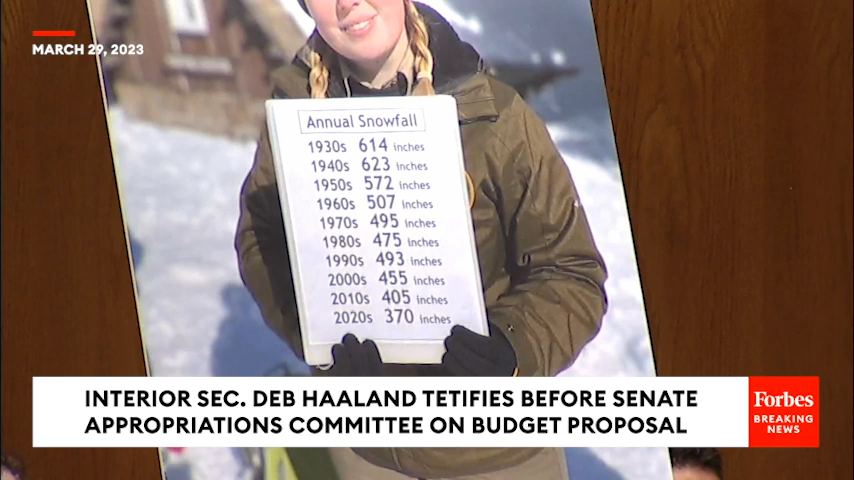 MARCH 29, 2023
Annual Snowfall
1930s 614 inches
1940s 623 inches
1950s 572 inches
1960s 507 inches
1970s 495 inches
1980s 475 inches
1990s 493 inches
2000s 455 inches
2010s 405 inches
2020s 370 inches
INTERIOR SEC. DEB HAALAND TETIFIES BEFORE SENATE
APPROPRIATIONS COMMITTEE ON BUDGET PROPOSAL
Forbes
BREAKING
NEWS